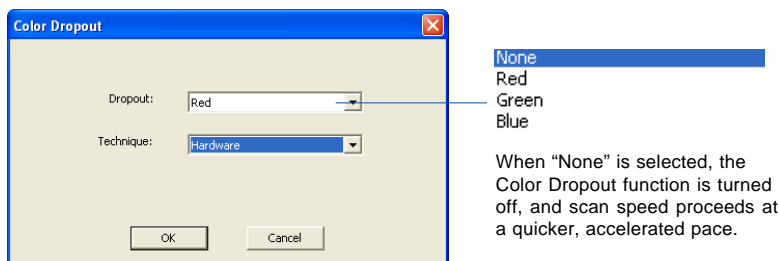 Color Dropout
Dropout:
Red
Technique:
Hardware
OK
Cancel
None
Red
Green
Blue
When “None” is selected, the
Color Dropout function is turned
off, and scan speed proceeds at
a quicker, accelerated pace.